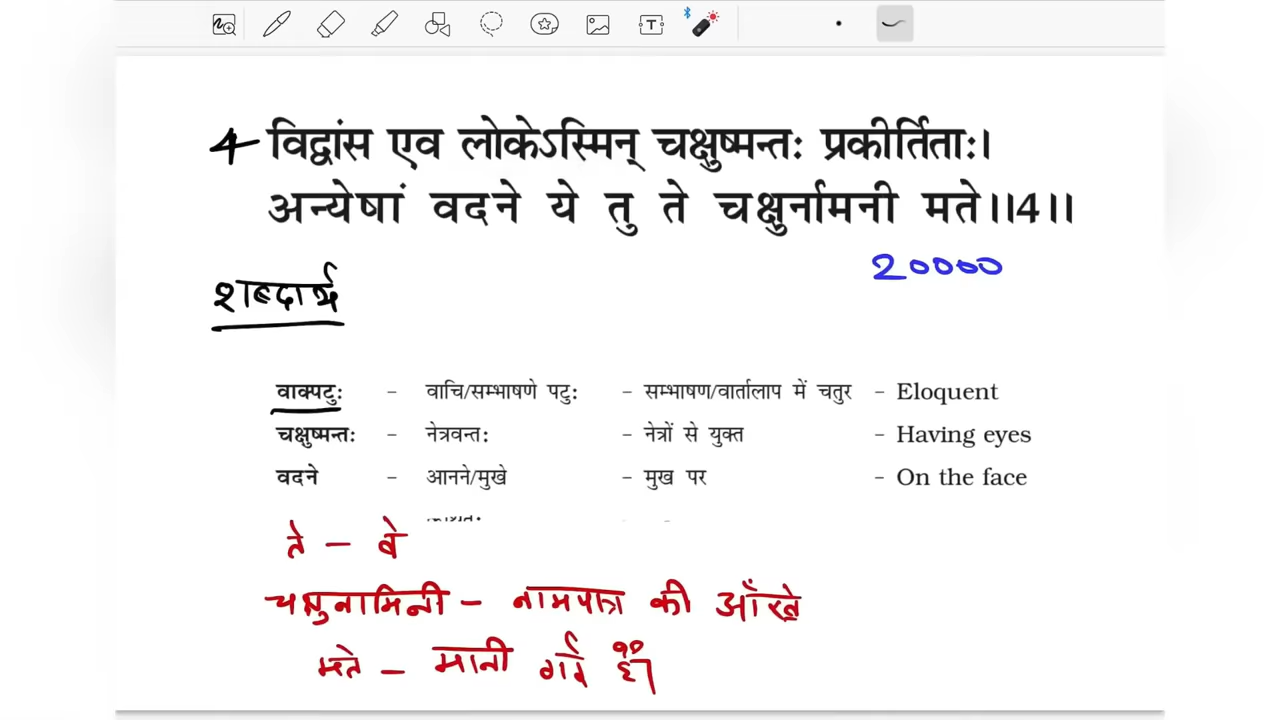 4 विद्वांस एव लोकेऽस्मिन् चक्षुष्मन्तः प्रकीर्तिताः।
अन्येषां वदने ये तु ते चक्षुर्नामनी मते।।4।।
20000
शब्दार्थ
वाक्पटुः - वाचि/सम्भाषणे पटुः - सम्भाषण/वार्तालाप में चतुर - Eloquent
चक्षुष्मन्तः - नेत्रवन्तः - नेत्रों से युक्त - Having eyes
वदने - आनने/मुखे - मुख पर - On the face
ते - वे
चक्षुनामिनी - नाममात्र की आँखे
मते - मानी गई हैं।